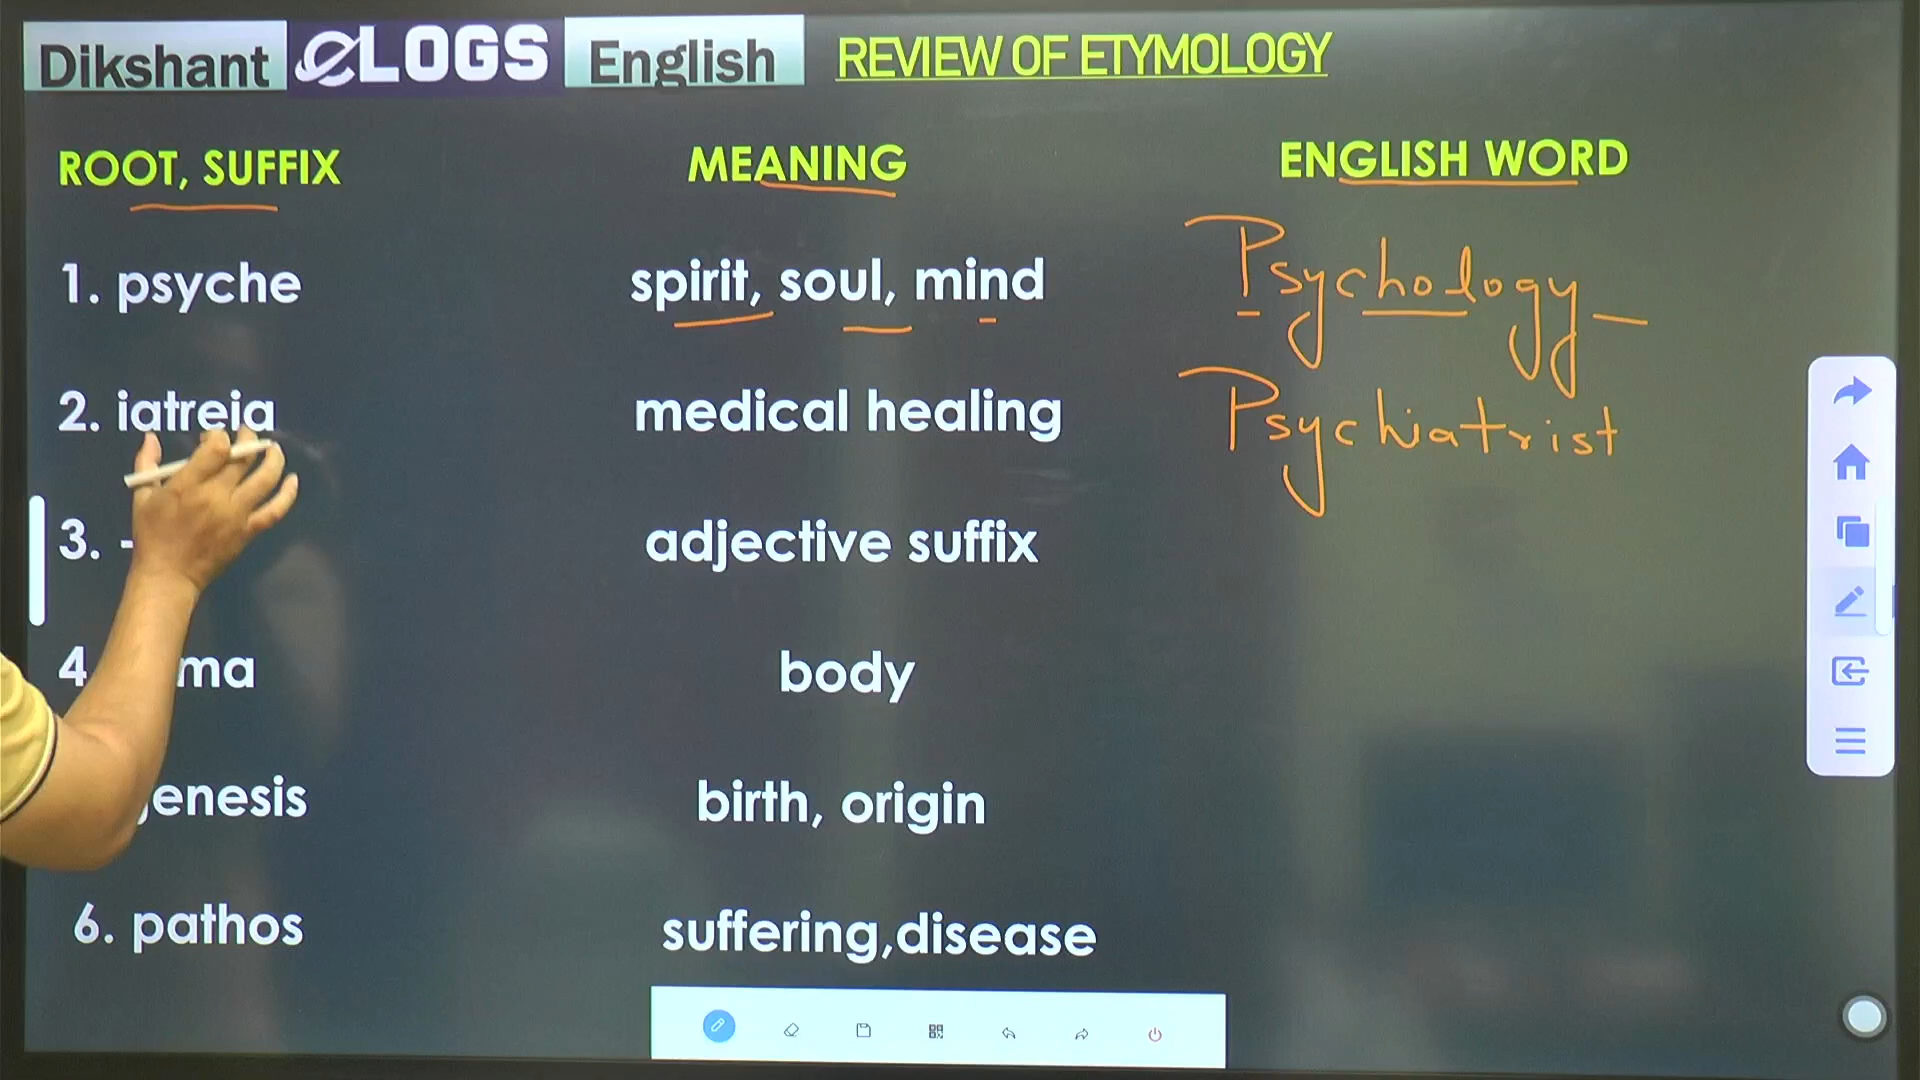 Dikshant eLOGS English REVIEW OF ETYMOLOGY
ROOT, SUFFIX MEANING ENGLISH WORD
1. psyche spirit, soul, mind Psychology
2. iatreia medical healing Psychiatrist
3. - adjective suffix
4 ma body
enesis birth, origin
6. pathos suffering,disease